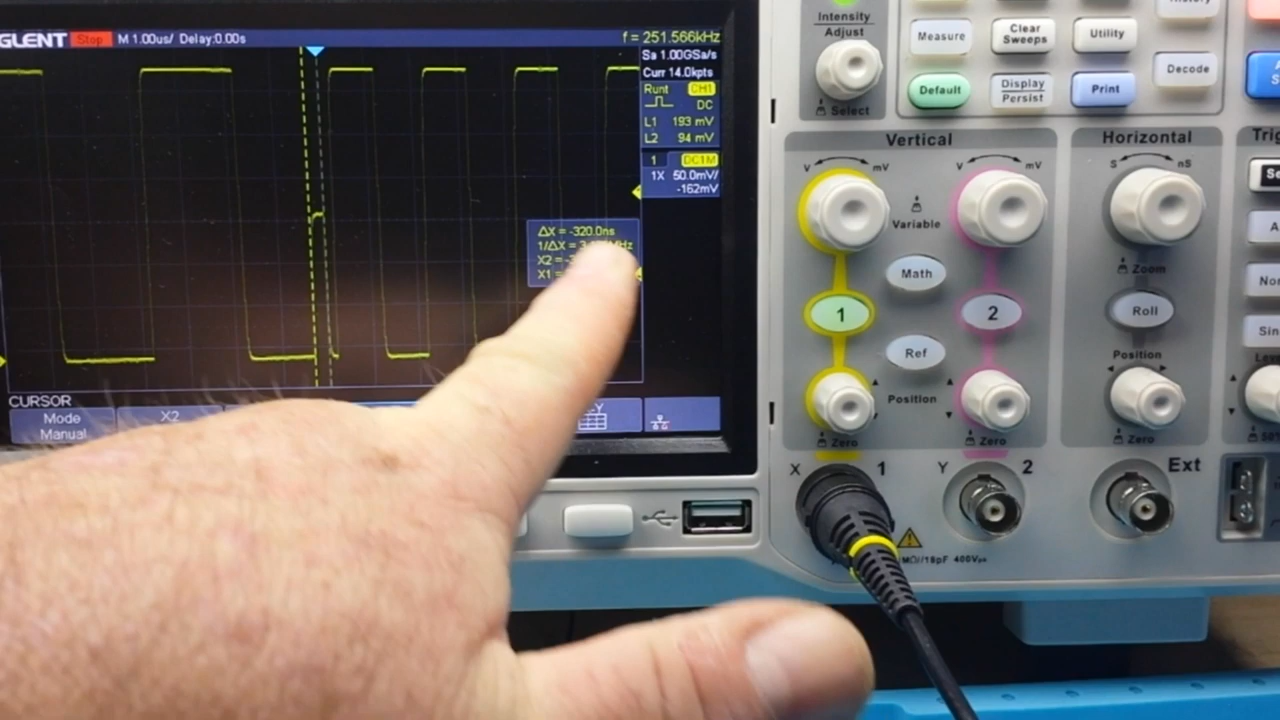 GLENT Stop M 1.00us/ Delay:0.00s f = 251.566kHz
Sa 1.00GSa/s
Curr 14.0kpts
Runt CH1
DC
L1 193 mV
L2 94 mV
1 DC1M
1X 50.0mV/
-162mV
ΔX = -320.0ns
1/ΔX =
X2 =
X1 =
CURSOR
Mode
Manual
X2
Intensity
Adjust
Select
Measure
Clear
Sweeps
Utility
Default
Display
Persist
Print
Decode
Vertical
V mV
V mV
Variable
Math
1
2
Ref
Position
Zero
Zero
Horizontal
S nS
Zoom
Roll
Position
Zero
X 1
Y 2
Ext
400Vpk